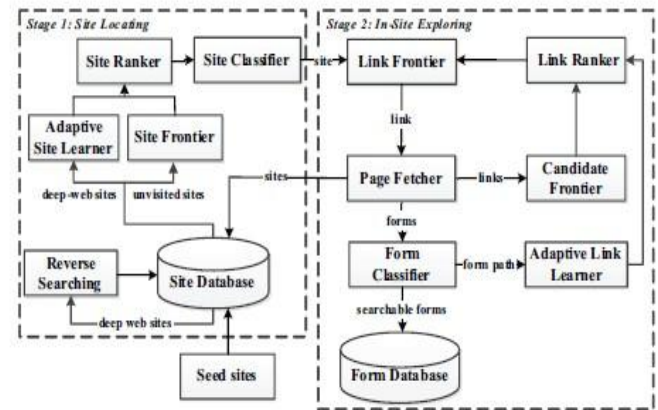 Stage 1: Site Locating
Stage 2: In-Site Exploring
Site Ranker
Site Classifier
site
Link Frontier
Link Ranker
link
Adaptive
Site Learner
Site Frontier
deep-web sites
unvisited sites
sites
Page Fetcher
links
Candidate
Frontier
forms
Reverse
Searching
Site Database
Form
Classifier
form path
Adaptive Link
Learner
deep web sites
searchable forms
Seed sites
Form Database